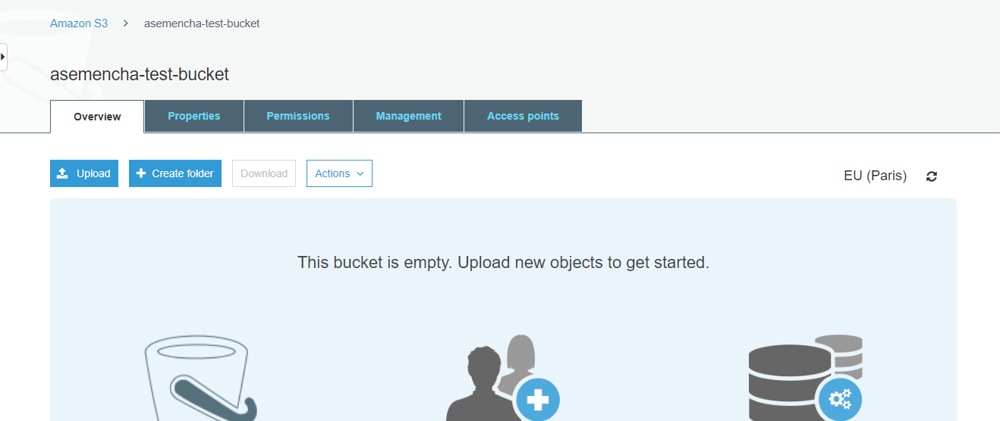 Amazon S3 > asemencha-test-bucket
asemencha-test-bucket
Overview Properties Permissions Management Access points
Upload Create folder Download Actions EU (Paris)
This bucket is empty. Upload new objects to get started.